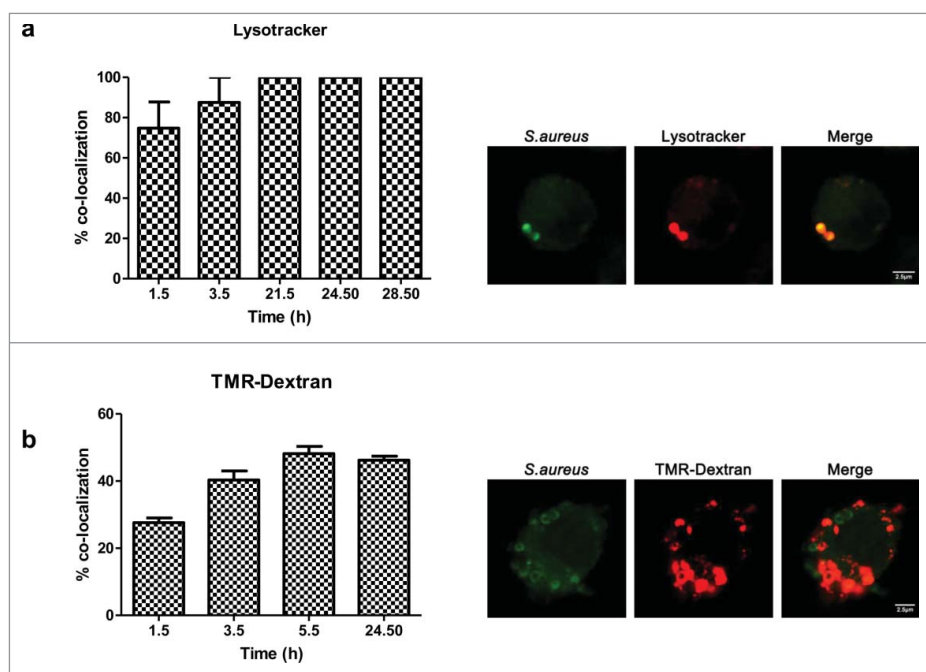 a
Lysotracker
100
80
60
40
20
0
% co-localization
1.5 3.5 21.5 24.50 28.50
Time (h)
S.aureus Lysotracker Merge
2.5µm
b
TMR-Dextran
60
40
20
0
% co-localization
1.5 3.5 5.5 24.50
Time (h)
S.aureus TMR-Dextran Merge
2.5µm